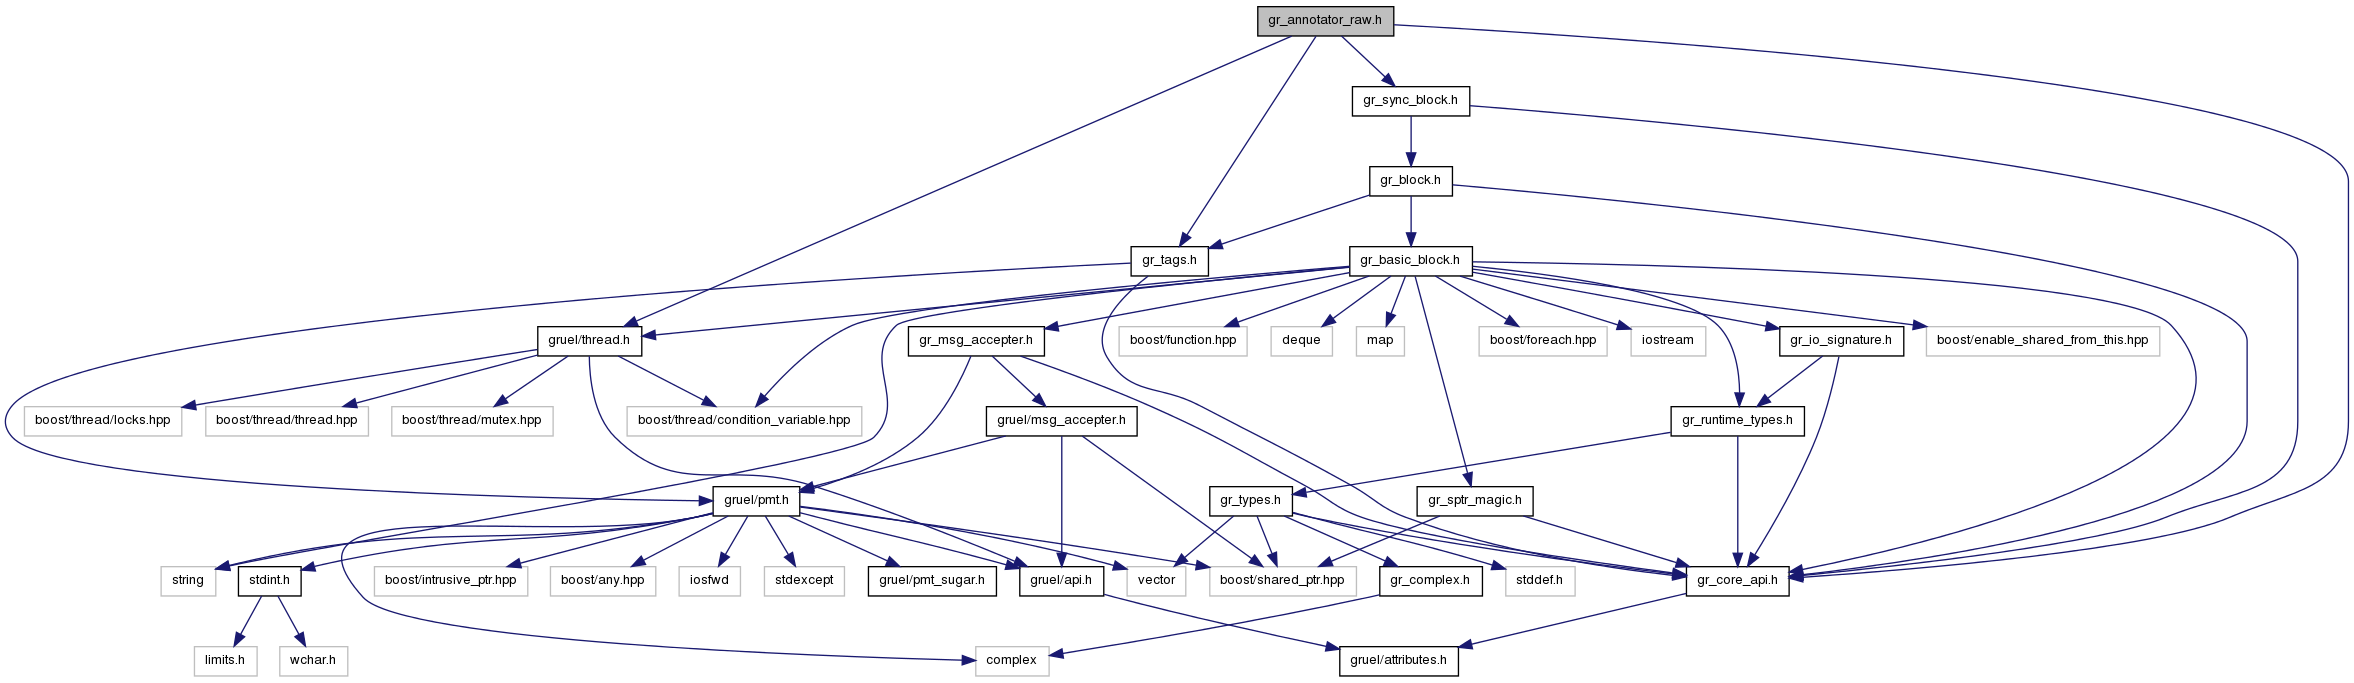 gr_annotator_raw.h
gr_sync_block.h
gr_block.h
gr_tags.h
gr_basic_block.h
gruel/thread.h
gr_msg_accepter.h
boost/function.hpp
deque
map
boost/foreach.hpp
iostream
gr_io_signature.h
boost/enable_shared_from_this.hpp
boost/thread/locks.hpp
boost/thread/thread.hpp
boost/thread/mutex.hpp
boost/thread/condition_variable.hpp
gruel/msg_accepter.h
gr_runtime_types.h
gruel/pmt.h
gr_types.h
gr_sptr_magic.h
string
stdint.h
boost/intrusive_ptr.hpp
boost/any.hpp
iosfwd
stdexcept
gruel/pmt_sugar.h
gruel/api.h
vector
boost/shared_ptr.hpp
gr_complex.h
stddef.h
gr_core_api.h
limits.h
wchar.h
complex
gruel/attributes.h